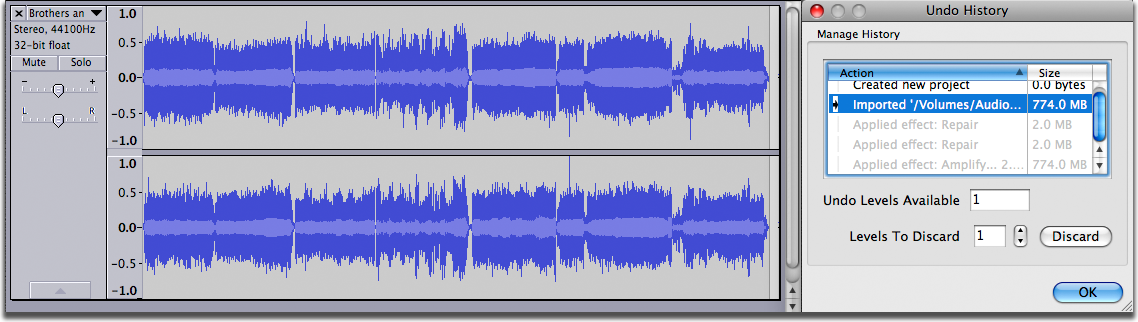 Brothers an
Stereo, 44100Hz
32-bit float
Mute Solo
- +
L R
1.0
0.5-
0.0-
-0.5-
-1.0
1.0
0.5-
0.0-
-0.5-
-1.0
Undo History
Manage History
Action Size
Created new project 0.0 bytes
Imported '/Volumes/Audio... 774.0 MB
Applied effect: Repair 2.0 MB
Applied effect: Repair 2.0 MB
Applied effect: Amplify... 2.... 774.0 MB
Undo Levels Available 1
Levels To Discard 1 Discard
OK